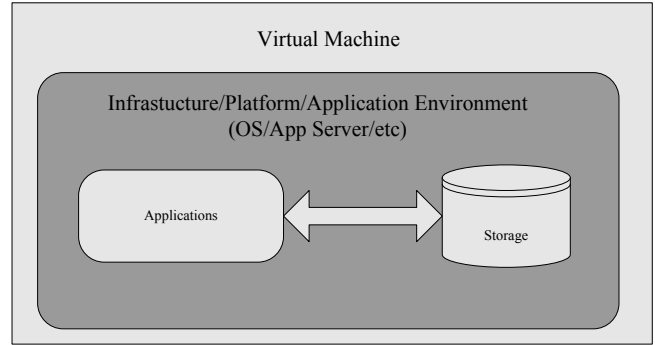 Virtual Machine
Infrastucture/Platform/Application Environment
(OS/App Server/etc)
Applications
Storage